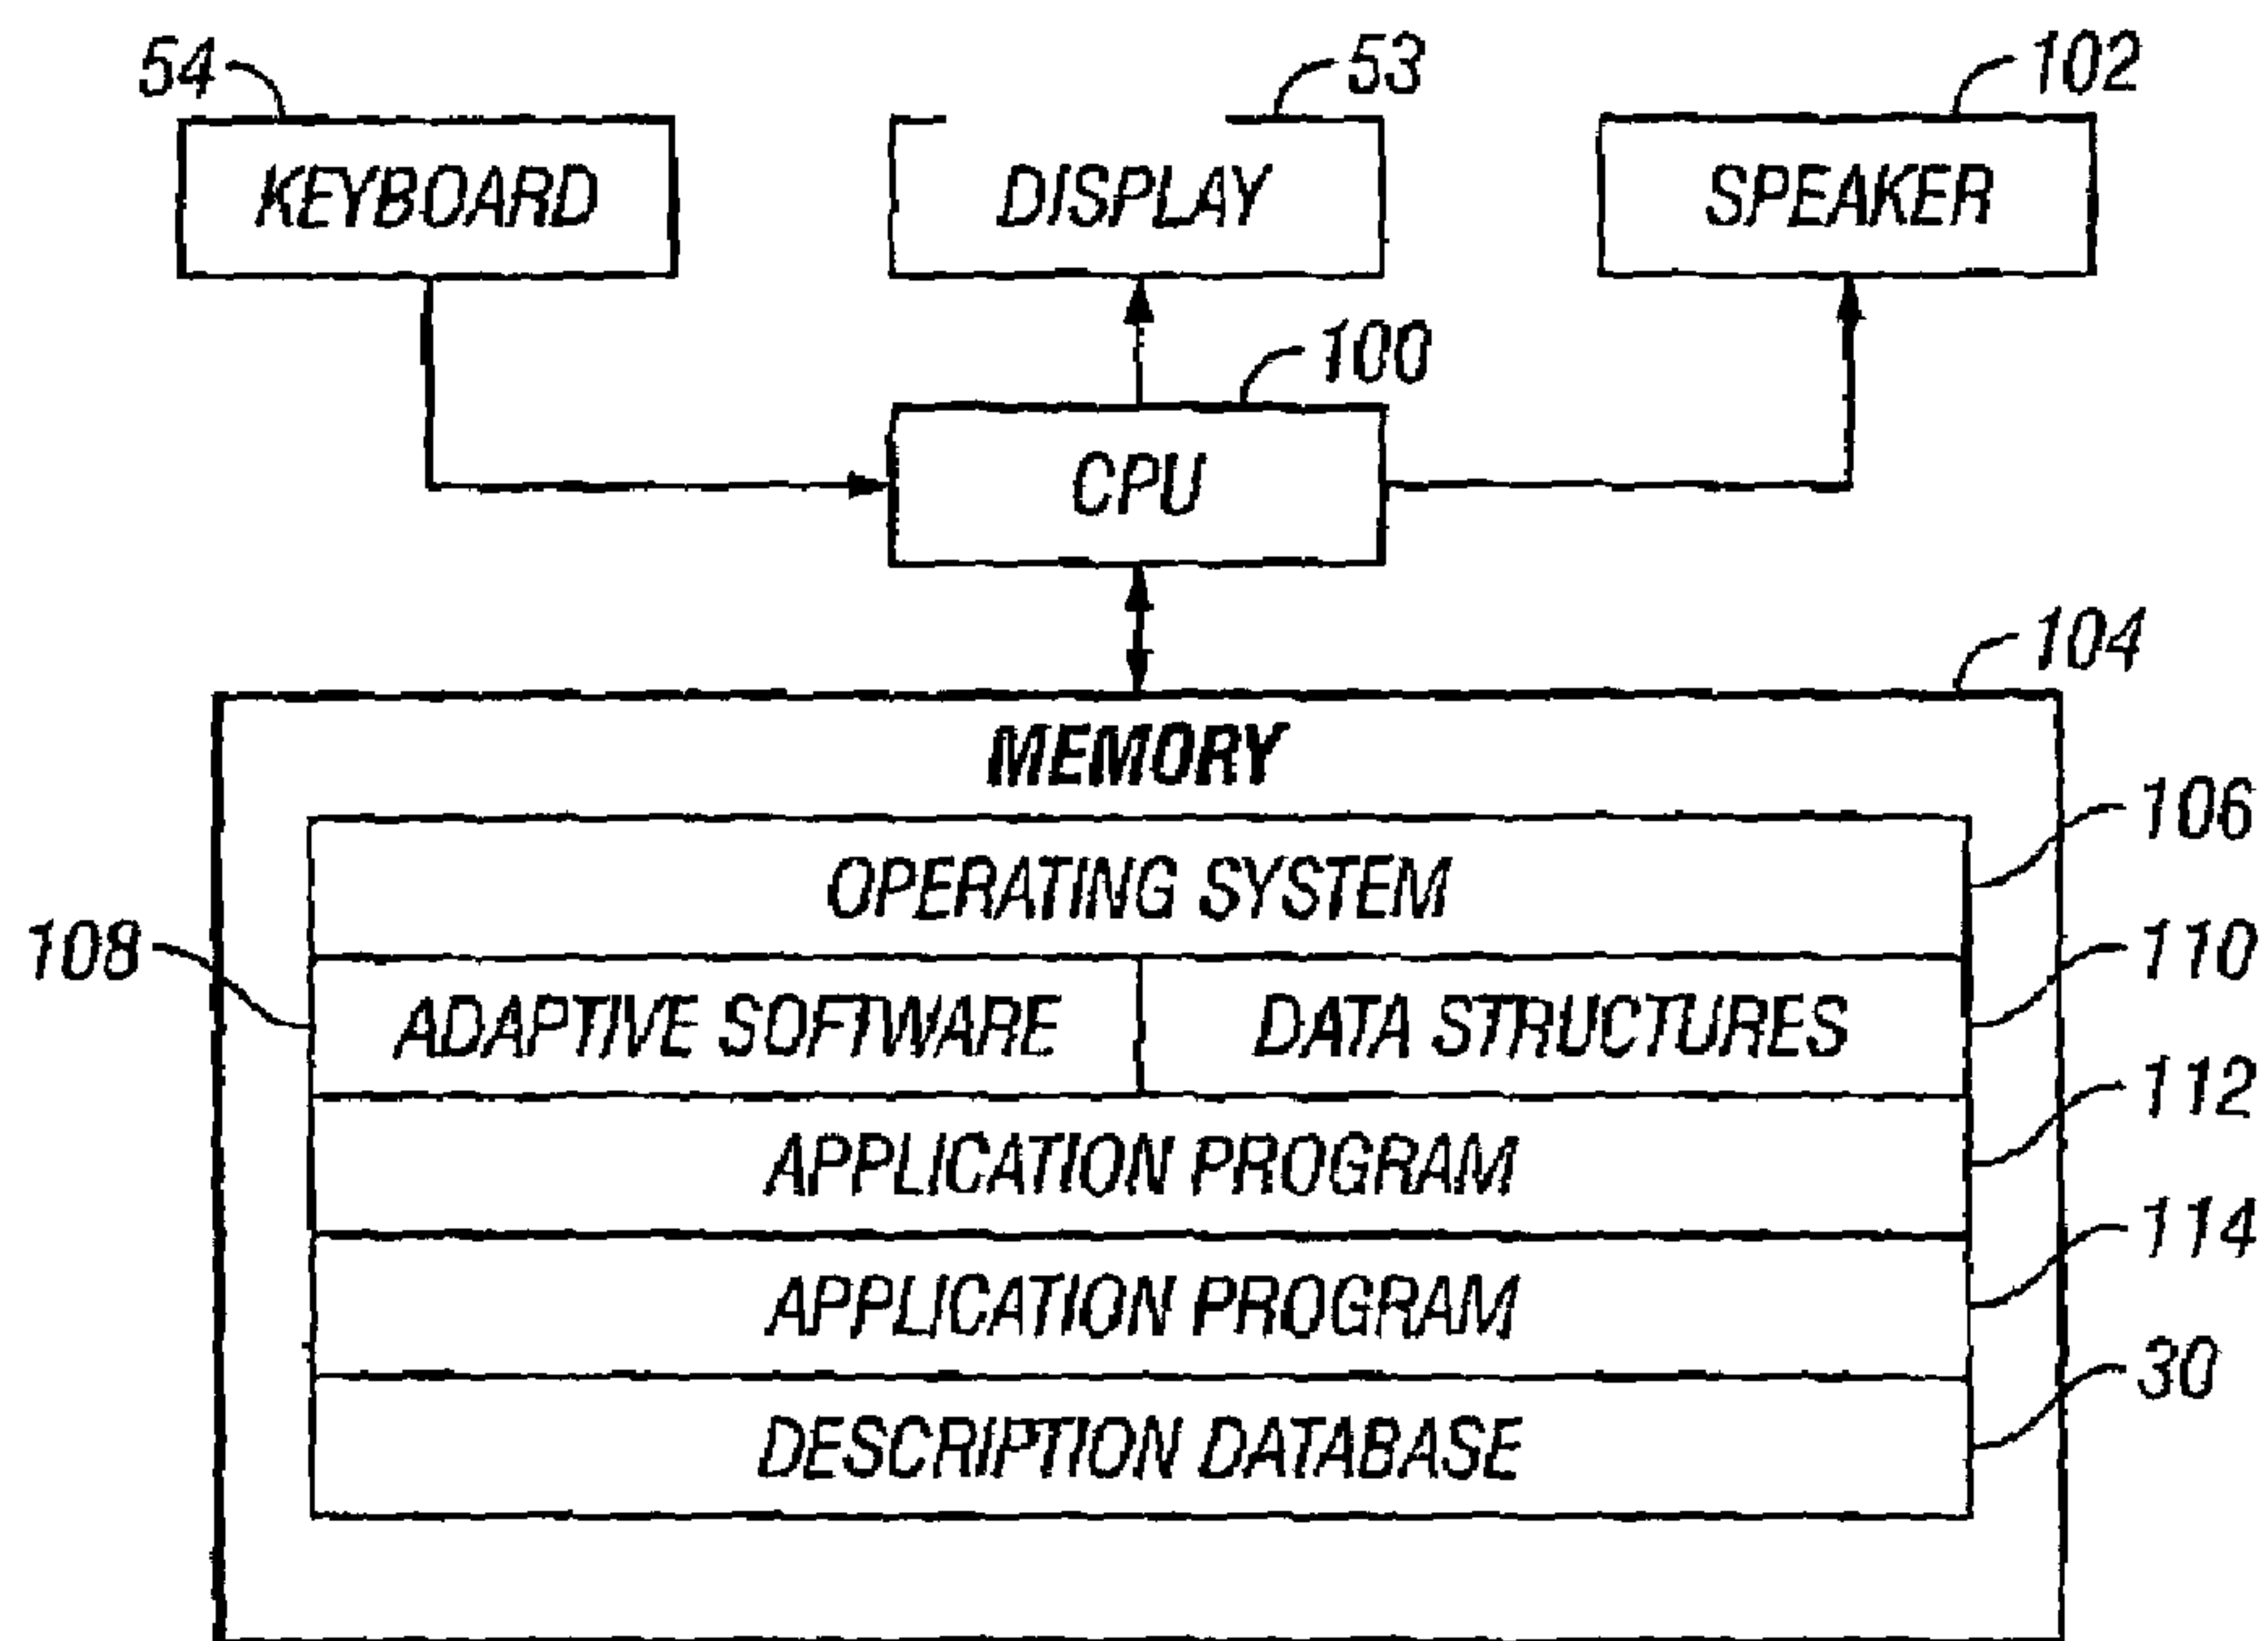 54 53 102
KEYBOARD DISPLAY SPEAKER
100
CPU
104
MEMORY
106
OPERATING SYSTEM
108 110
ADAPTIVE SOFTWARE DATA STRUCTURES
112
APPLICATION PROGRAM
114
APPLICATION PROGRAM
30
DESCRIPTION DATABASE